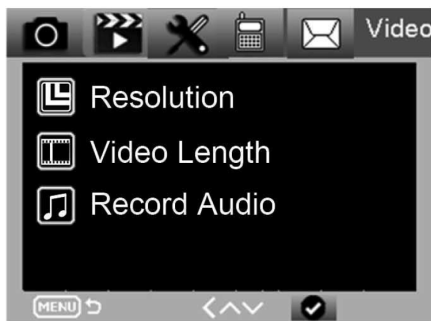 Video
Resolution
Video Length
Record Audio
MENU